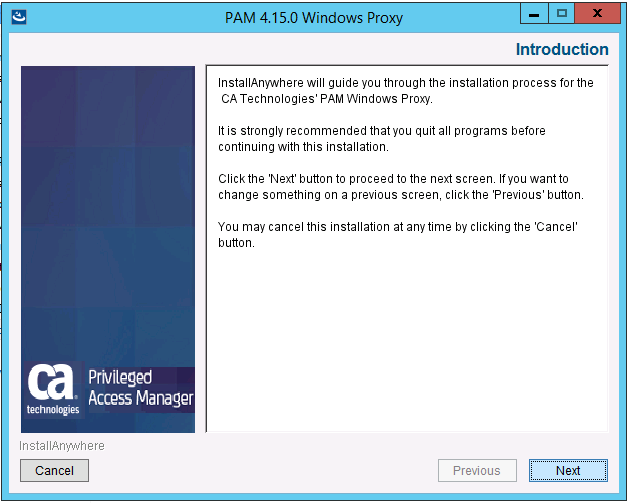 PAM 4.15.0 Windows Proxy
Introduction
InstallAnywhere will guide you through the installation process for the
CA Technologies' PAM Windows Proxy.
It is strongly recommended that you quit all programs before
continuing with this installation.
Click the 'Next' button to proceed to the next screen. If you want to
change something on a previous screen, click the 'Previous' button.
You may cancel this installation at any time by clicking the 'Cancel'
button.
ca
technologies
Privileged
Access Manager
InstallAnywhere
Cancel
Previous
Next